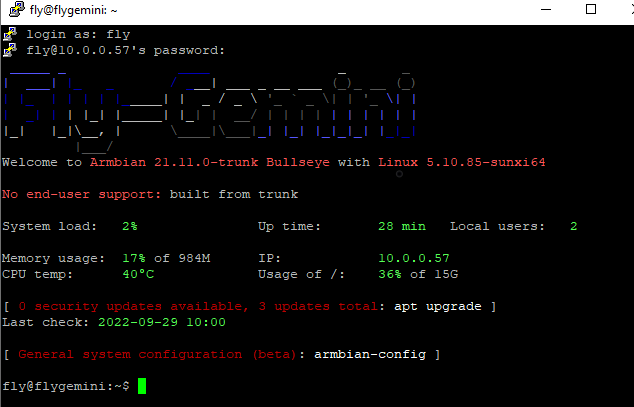 fly@flygemini: ~
login as: fly
fly@10.0.0.57's password:
Fly-Gemini
Welcome to Armbian 21.11.0-trunk Bullseye with Linux 5.10.85-sunxi64
No end-user support: built from trunk
System load: 2% Up time: 28 min Local users: 2
Memory usage: 17% of 984M IP: 10.0.0.57
CPU temp: 40°C Usage of /: 36% of 15G
[ 0 security updates available, 3 updates total: apt upgrade ]
Last check: 2022-09-29 10:00
[ General system configuration (beta): armbian-config ]
fly@flygemini:~$